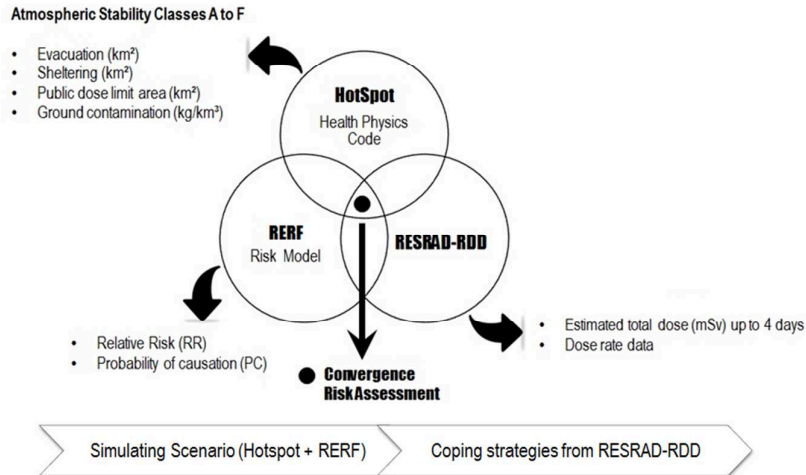 Atmospheric Stability Classes A to F
• Evacuation (km²)
• Sheltering (km²)
• Public dose limit area (km²)
• Ground contamination (kg/km³)
HotSpot
Health Physics
Code
RERF
Risk Model
RESRAD-RDD
• Relative Risk (RR)
• Probability of causation (PC)
• Estimated total dose (mSv) up to 4 days
• Dose rate data
Convergence
Risk Assessment
Simulating Scenario (Hotspot + RERF)
Coping strategies from RESRAD-RDD